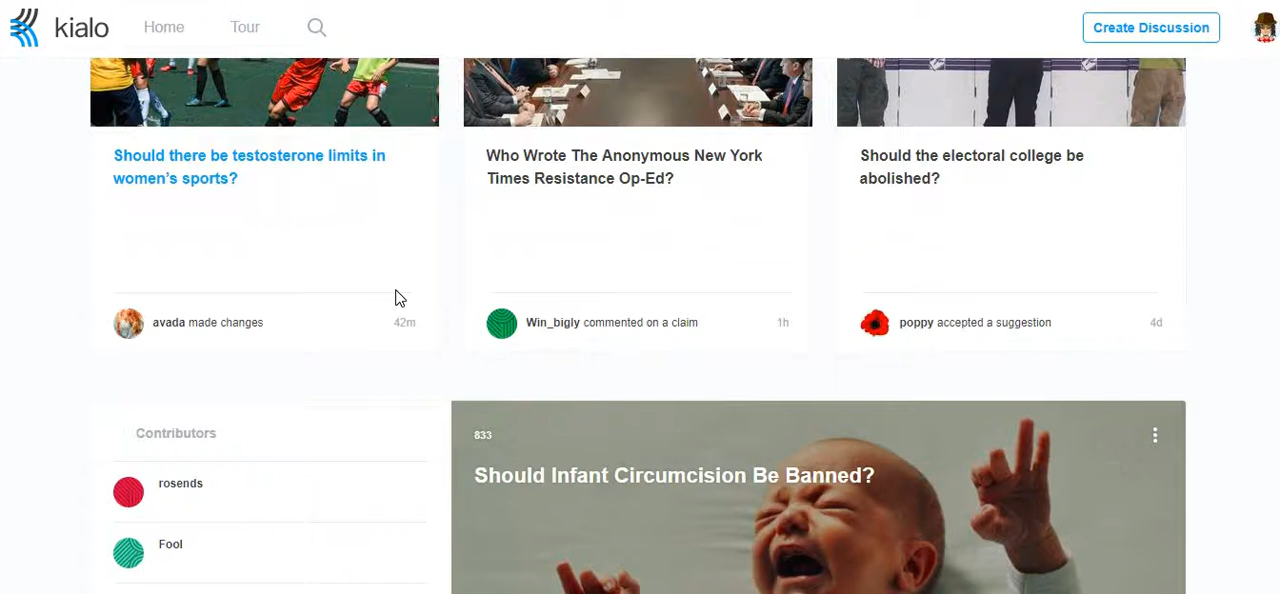 kialo Home Tour Create Discussion
Should there be testosterone limits in
women’s sports?
Who Wrote The Anonymous New York
Times Resistance Op-Ed?
Should the electoral college be
abolished?
avada made changes 42m
Win_bigly commented on a claim 1h
poppy accepted a suggestion 4d
Contributors
rosends
Fool
833
Should Infant Circumcision Be Banned?